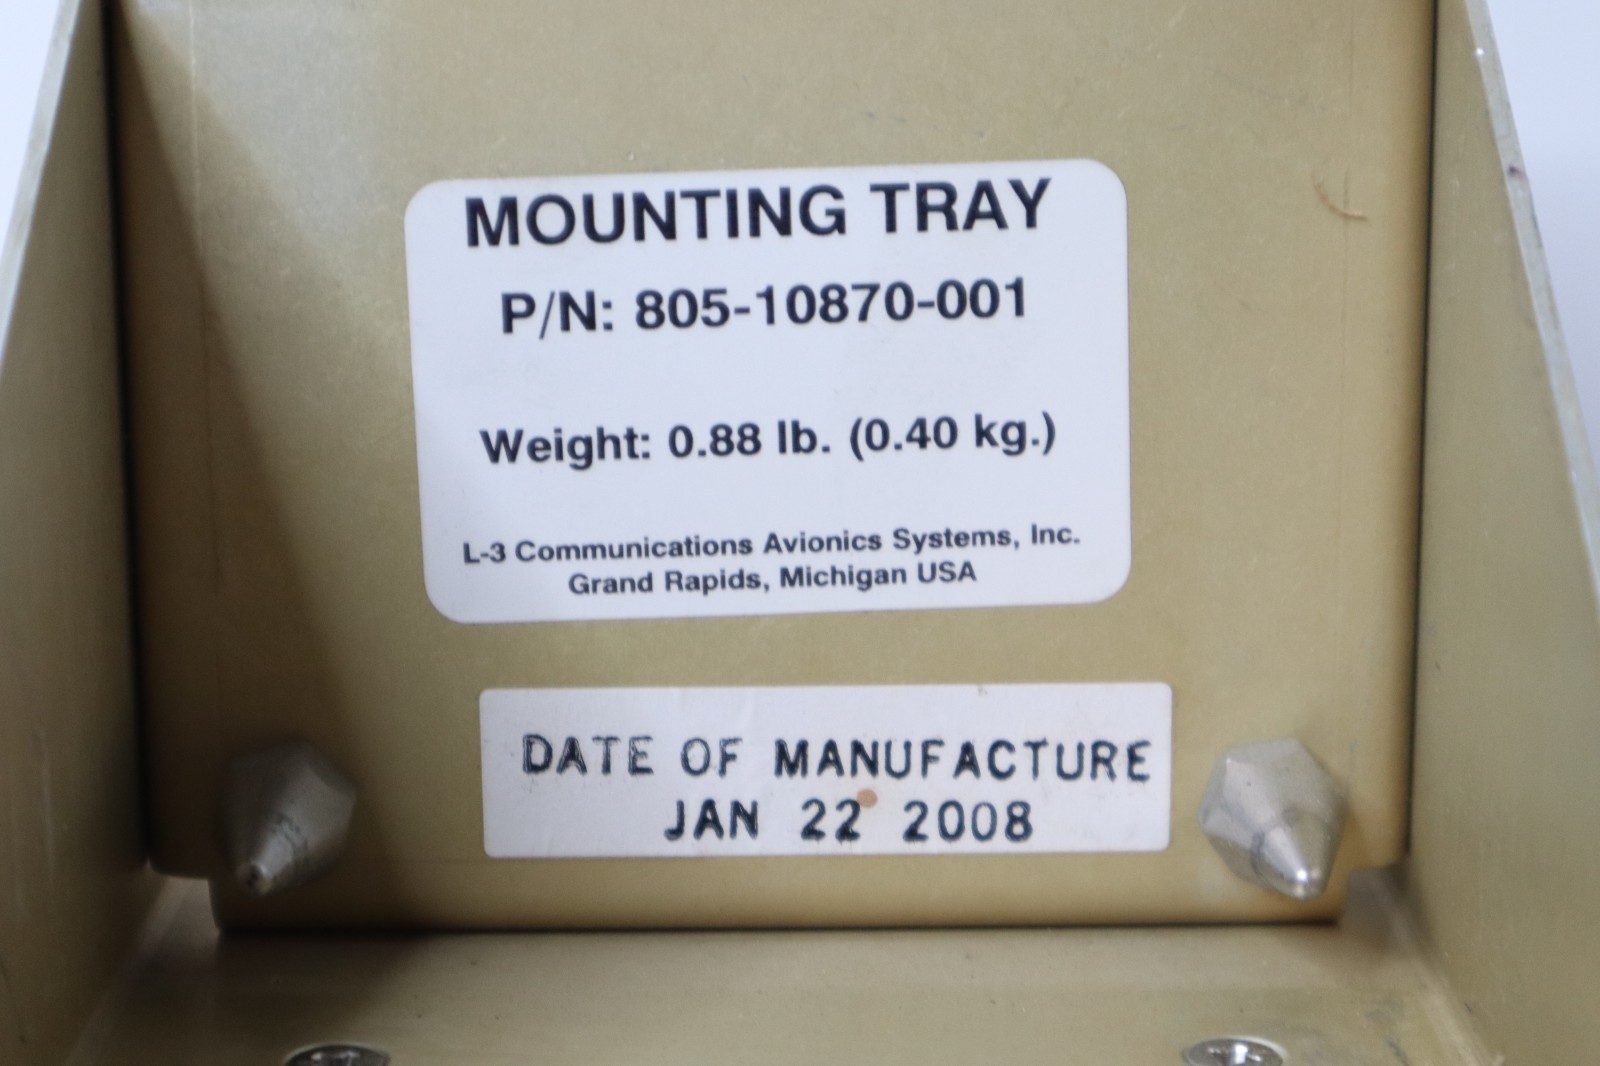 MOUNTING TRAY
P/N: 805-10870-001
Weight: 0.88 lb. (0.40 kg.)
L-3 Communications Avionics Systems, Inc.
Grand Rapids, Michigan USA
DATE OF MANUFACTURE
JAN 22 2008